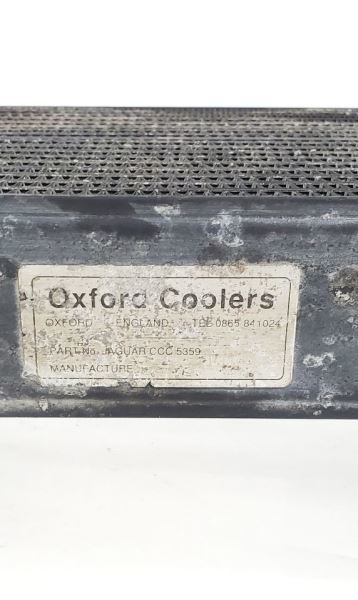 Oxford Coolers
OXFORD ENGLAND TEL 0865 841024
PART No. JAGUAR CCC 5359
MANUFACTURE